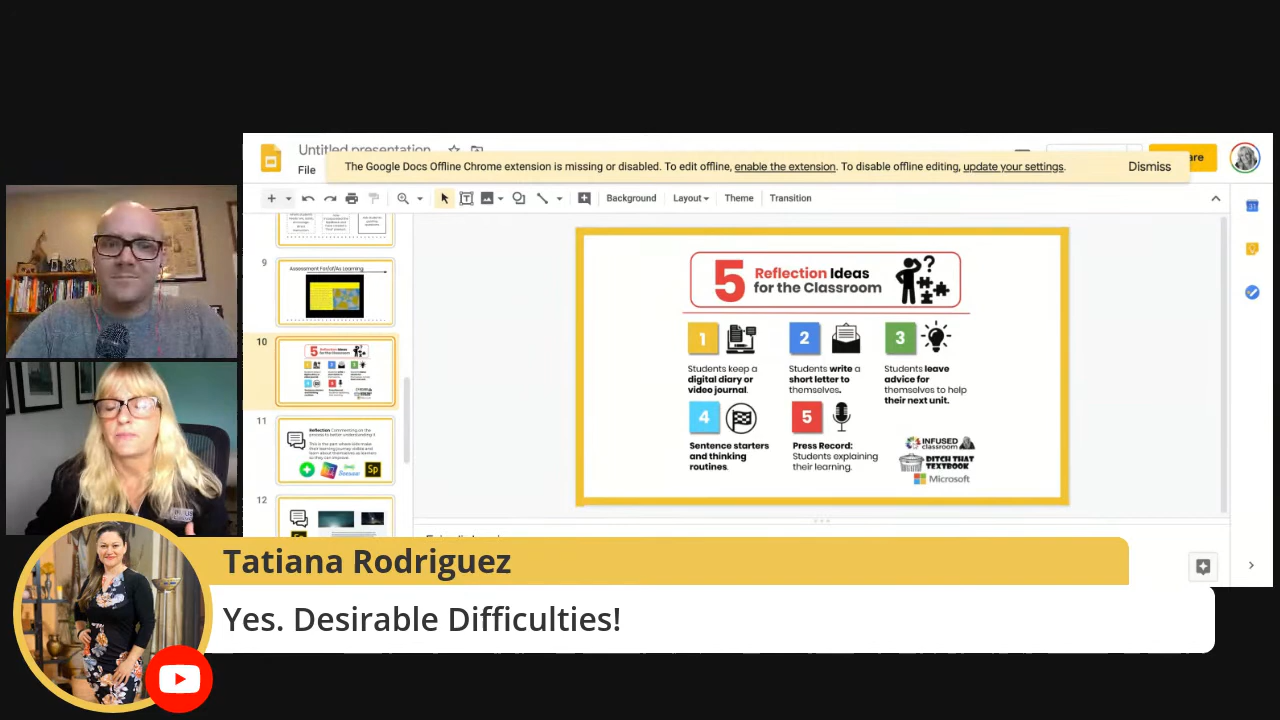 Untitled presentation
File
The Google Docs Offline Chrome extension is missing or disabled. To edit offline, enable the extension. To disable offline editing, update your settings.
Dismiss
Background
Layout
Theme
Transition
9
Assessment For/of/As Learning
10
11
12
5 Reflection Ideas
for the Classroom
1
Students keep a
digital diary or
video journal.
2
Students write a
short letter to
themselves.
3
Students leave
advice for
themselves to help
their next unit.
4
Sentence starters
and thinking
routines.
5
Press Record:
Students explaining
their learning.
INFUSED
classroom
DITCH THAT
TEXTBOOK
Microsoft
Tatiana Rodriguez
Yes. Desirable Difficulties!